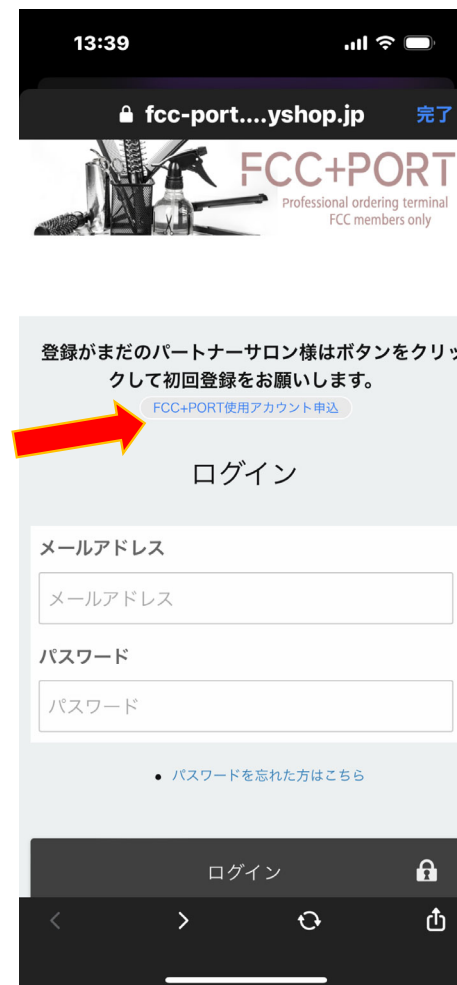 13:39
fcc-port....yshop.jp
完了
FCC+PORT
Professional ordering terminal
FCC members only
登録がまだのパートナーサロン様はボタンをクリッ
クして初回登録をお願いします。
FCC+PORT使用アカウント申込
ログイン
メールアドレス
メールアドレス
パスワード
パスワード
パスワードを忘れた方はこちら
ログイン